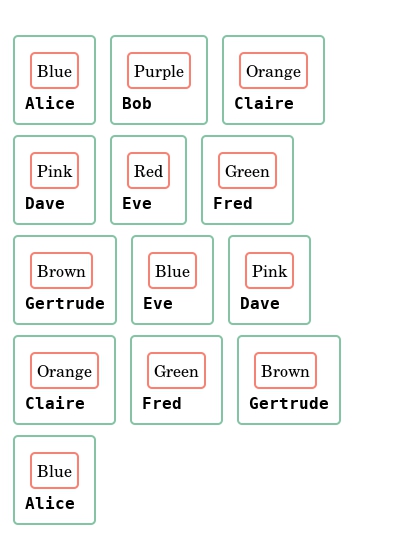 Blue Purple Orange
Alice Bob Claire
Pink Red Green
Dave Eve Fred
Brown Blue Pink
Gertrude Eve Dave
Orange Green Brown
Claire Fred Gertrude
Blue
Alice